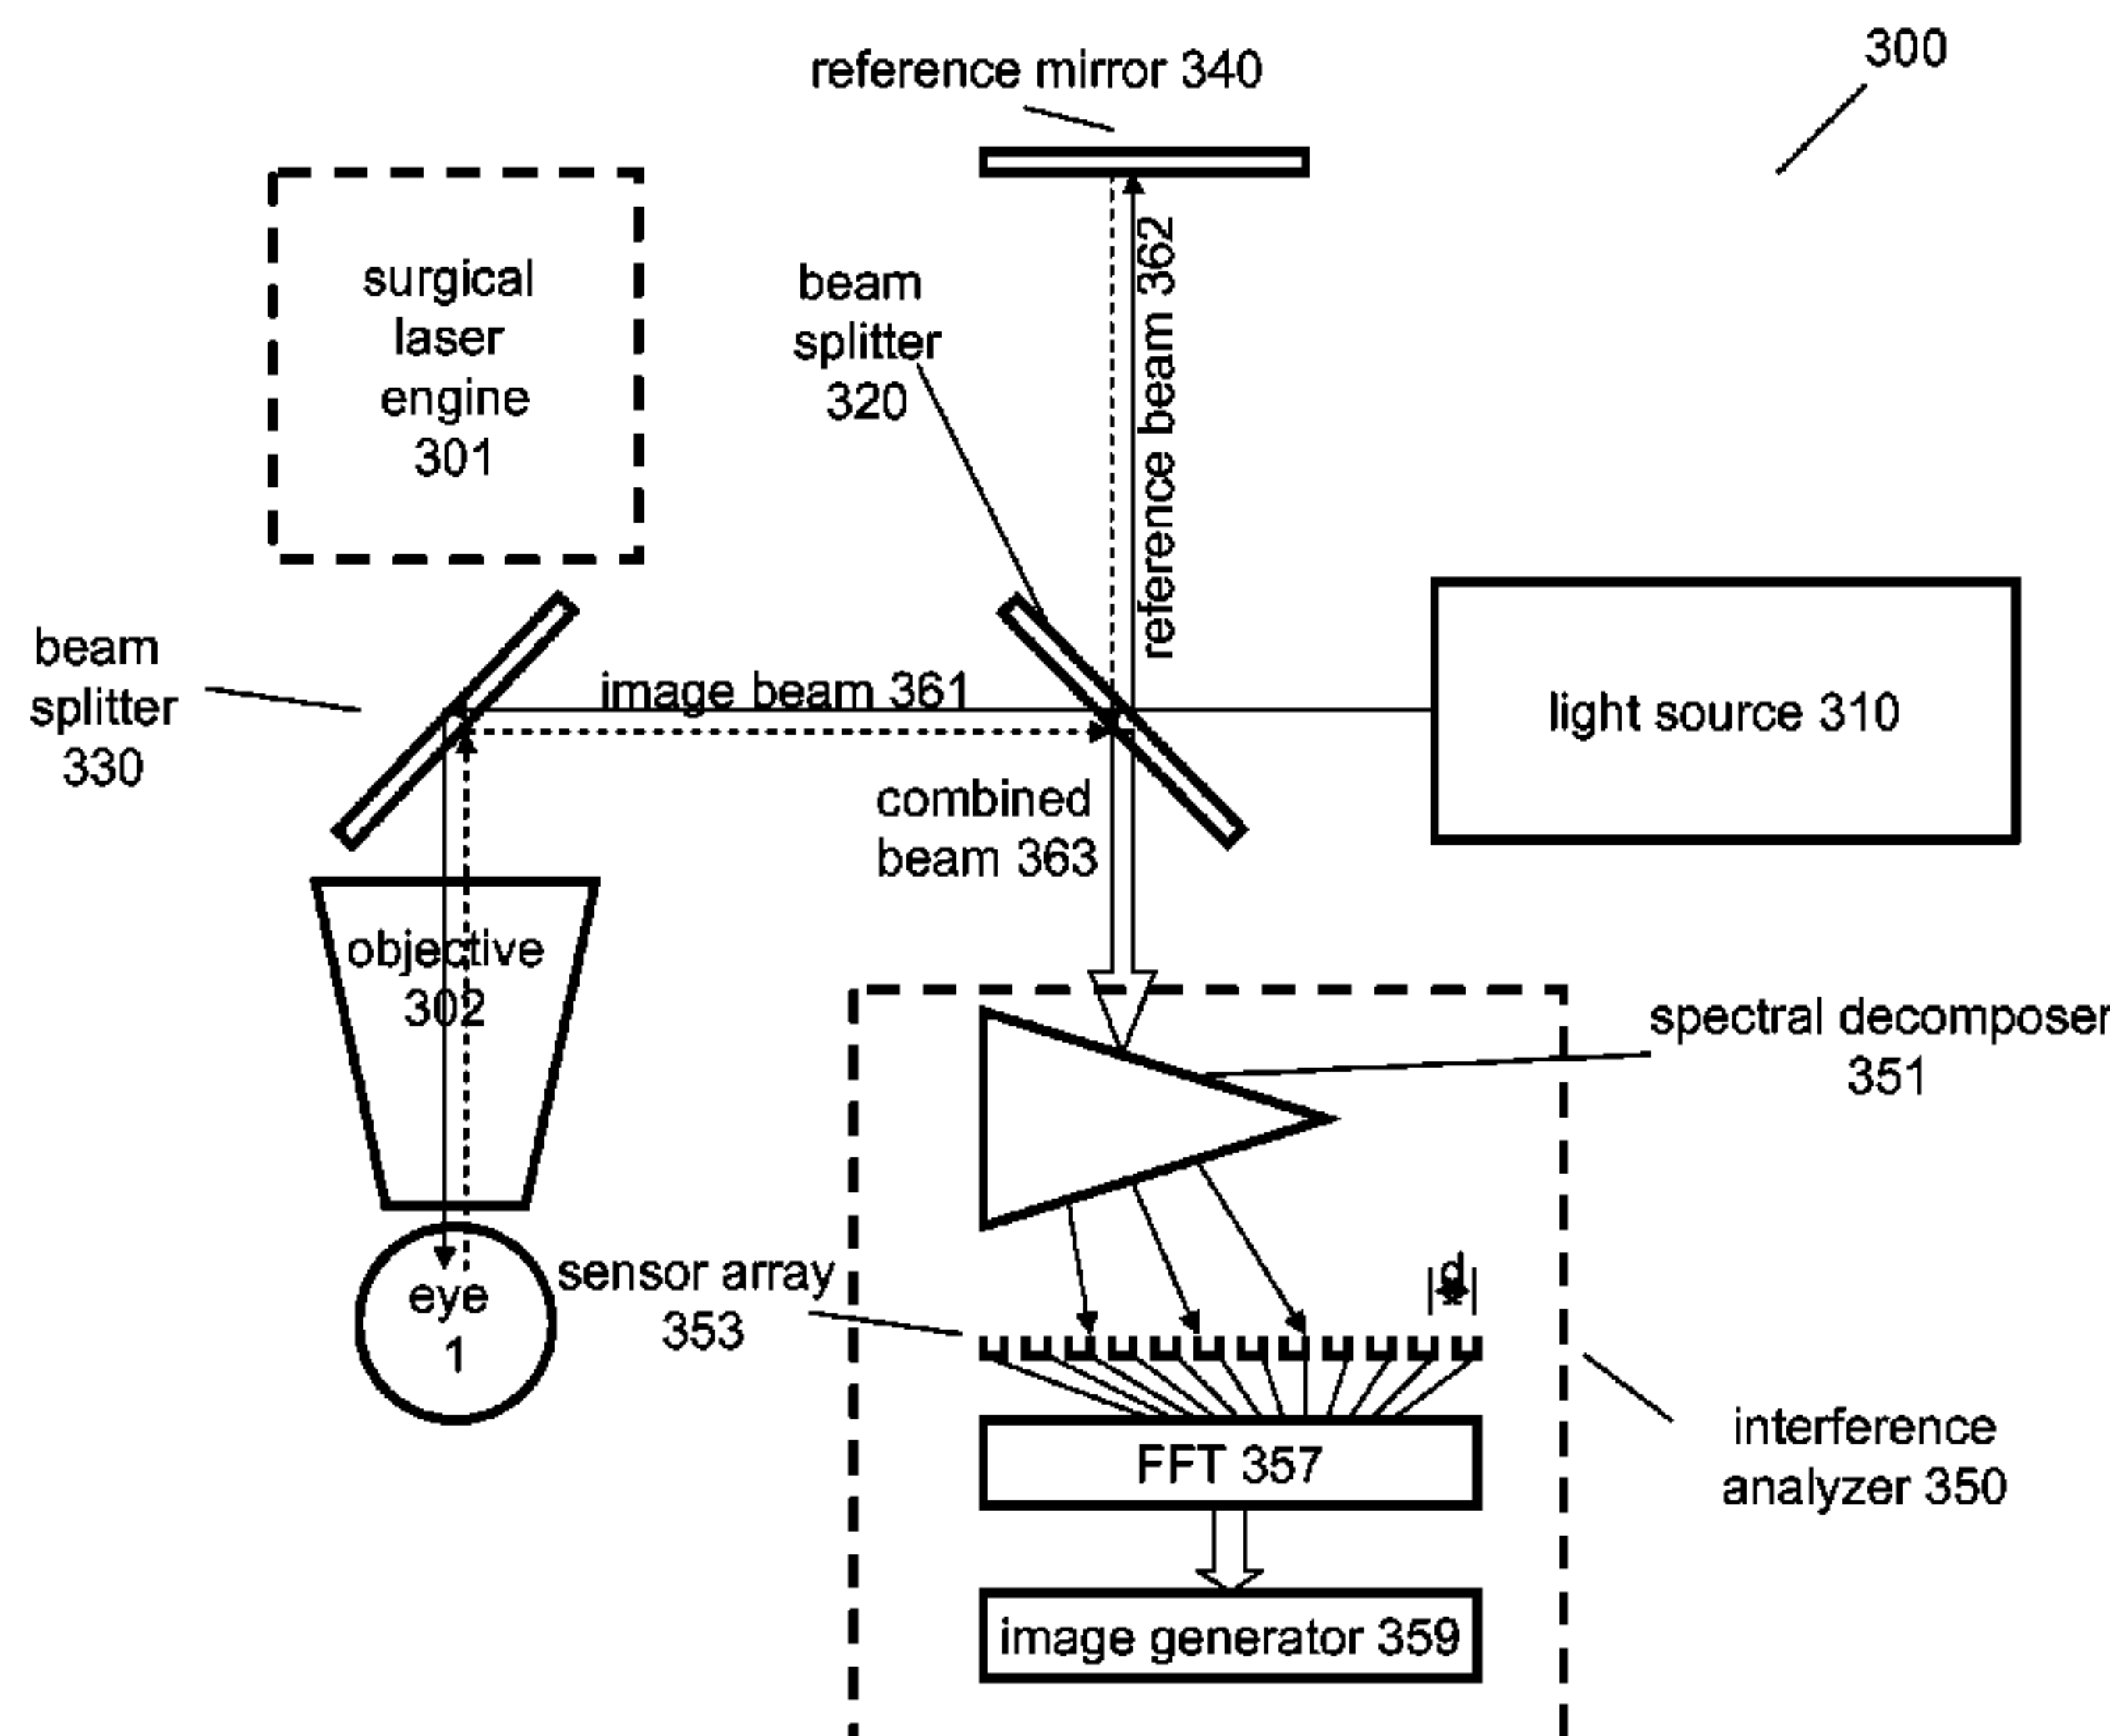 300
reference mirror 340
surgical
laser
engine
301
beam
splitter
320
reference beam 362
beam
splitter
330
image beam 361
light source 310
combined
beam 363
objective
302
spectral decomposer
351
eye
1
sensor array
353
d
interference
analyzer 350
FFT 357
image generator 359